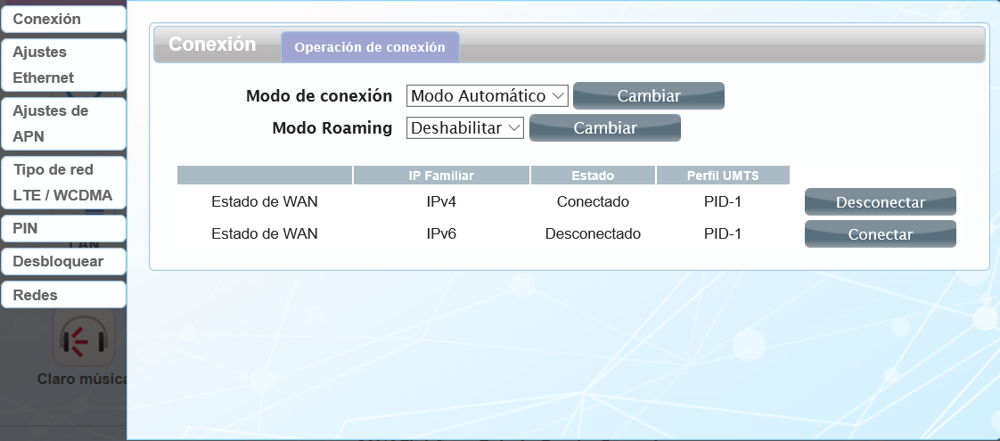 Conexión
Ajustes
Ethernet
Ajustes de
APN
Tipo de red
LTE / WCDMA
PIN
LAN
Desbloquear
Redes
Claro música
Conexión
Operación de conexión
Modo de conexión Modo Automático Cambiar
Modo Roaming Deshabilitar Cambiar
IP Familiar Estado Perfil UMTS
Estado de WAN IPv4 Conectado PID-1 Desconectar
Estado de WAN IPv6 Desconectado PID-1 Conectar